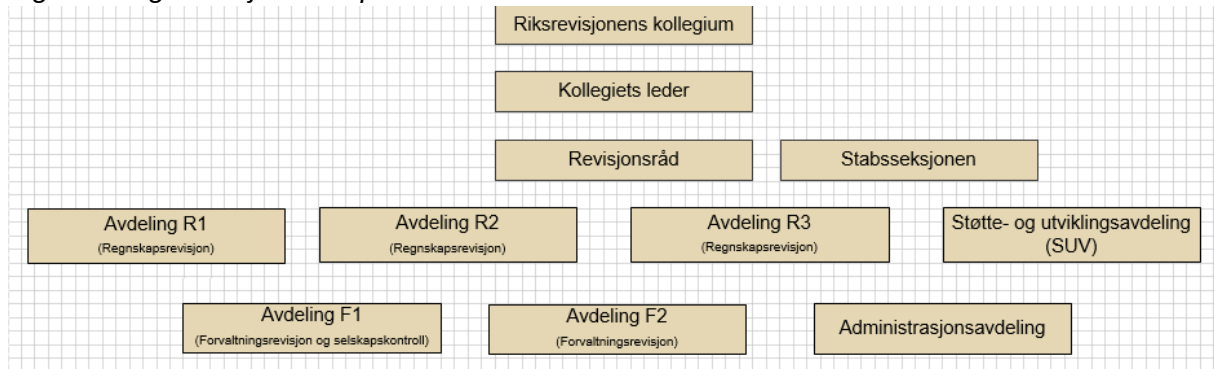 Riksrevisjonens kollegium
Kollegiets leder
Revisjonsråd
Stabsseksjonen
Avdeling R1
(Regnskapsrevisjon)
Avdeling R2
(Regnskapsrevisjon)
Avdeling R3
(Regnskapsrevisjon)
Støtte- og utviklingsavdeling
(SUV)
Avdeling F1
(Forvaltningsrevisjon og selskapskontroll)
Avdeling F2
(Forvaltningsrevisjon)
Administrasjonsavdeling